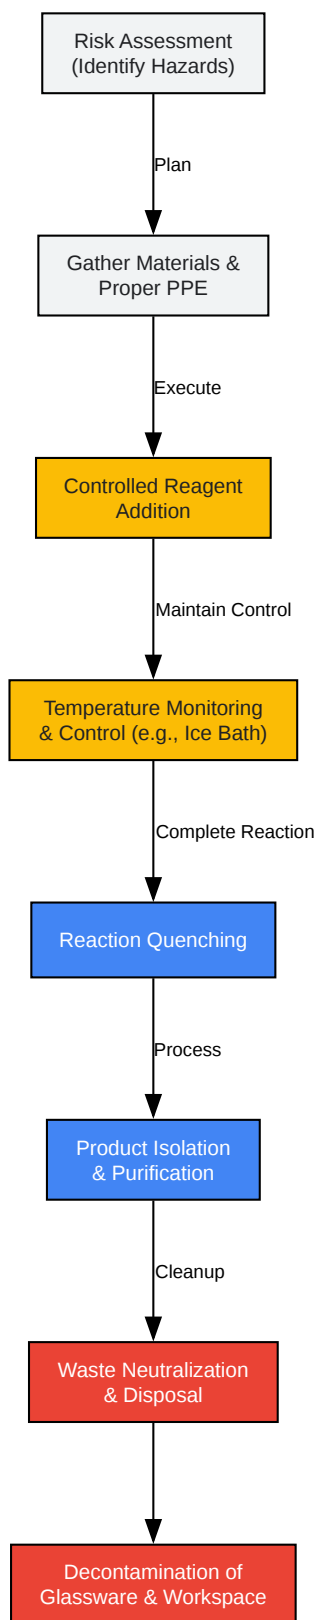 Risk Assessment
(Identify Hazards)
Plan
Gather Materials &
Proper PPE
Execute
Controlled Reagent
Addition
Maintain Control
Temperature Monitoring
& Control (e.g., Ice Bath)
Complete Reaction
Reaction Quenching
Process
Product Isolation
& Purification
Cleanup
Waste Neutralization
& Disposal
Decontamination of
Glassware & Workspace